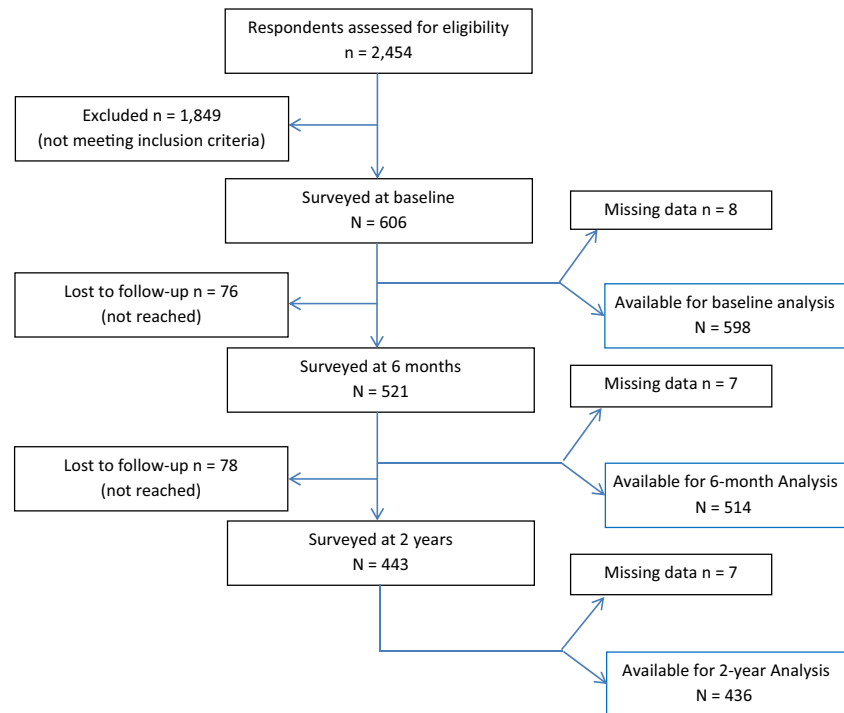 Respondents assessed for eligibility
n = 2,454
Excluded n = 1,849
(not meeting inclusion criteria)
Surveyed at baseline
N = 606
Missing data n = 8
Available for baseline analysis
N = 598
Lost to follow-up n = 76
(not reached)
Surveyed at 6 months
N = 521
Missing data n = 7
Available for 6-month Analysis
N = 514
Lost to follow-up n = 78
(not reached)
Surveyed at 2 years
N = 443
Missing data n = 7
Available for 2-year Analysis
N = 436